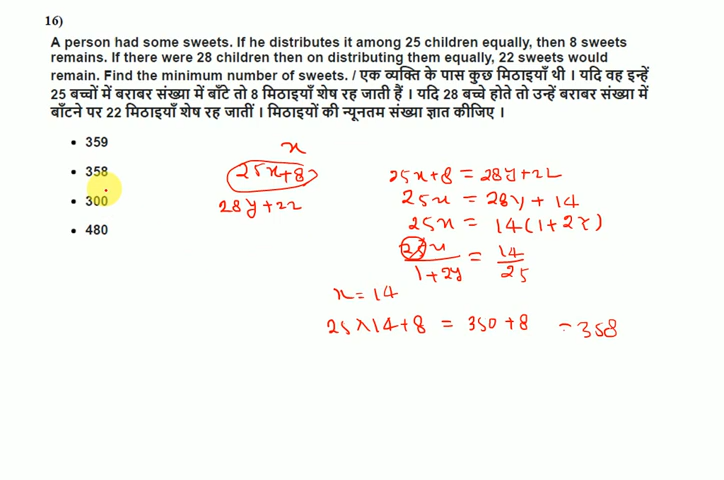 16)
A person had some sweets. If he distributes it among 25 children equally, then 8 sweets
remains. If there were 28 children then on distributing them equally, 22 sweets would
remain. Find the minimum number of sweets. / एक व्यक्ति के पास कुछ मिठाइयाँ थी । यदि वह इन्हें
25 बच्चों में बराबर संख्या में बाँटे तो 8 मिठाइयाँ शेष रह जाती हैं । यदि 28 बच्चे होते तो उन्हें बराबर संख्या में
बाँटने पर 22 मिठाइयाँ शेष रह जातीं । मिठाइयों की न्यूनतम संख्या ज्ञात कीजिए ।
• 359
• 358
• 300
• 480
x
25x+8
28y+22
25x+8 = 28y+22
25x = 28y + 14
25x = 14(1+2y)
x/1+2y = 14/25
x=14
25×14+8 = 350+8 = 358